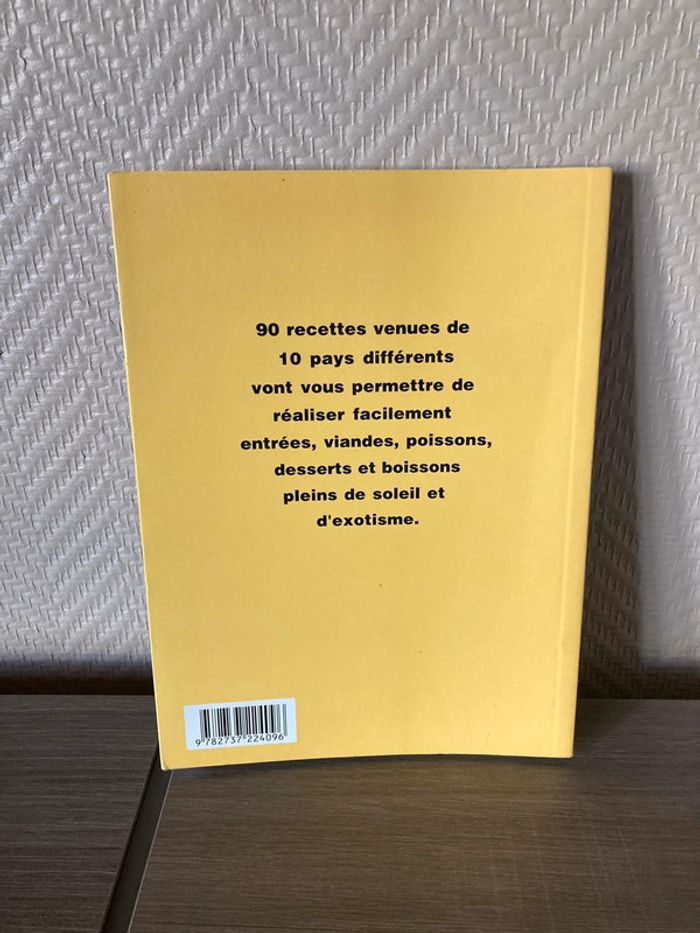 90 recettes venues de
10 pays différents
vont vous permettre de
réaliser facilement
entrées, viandes, poissons,
desserts et boissons
pleins de soleil et
d'exotisme.
9 782737 224096